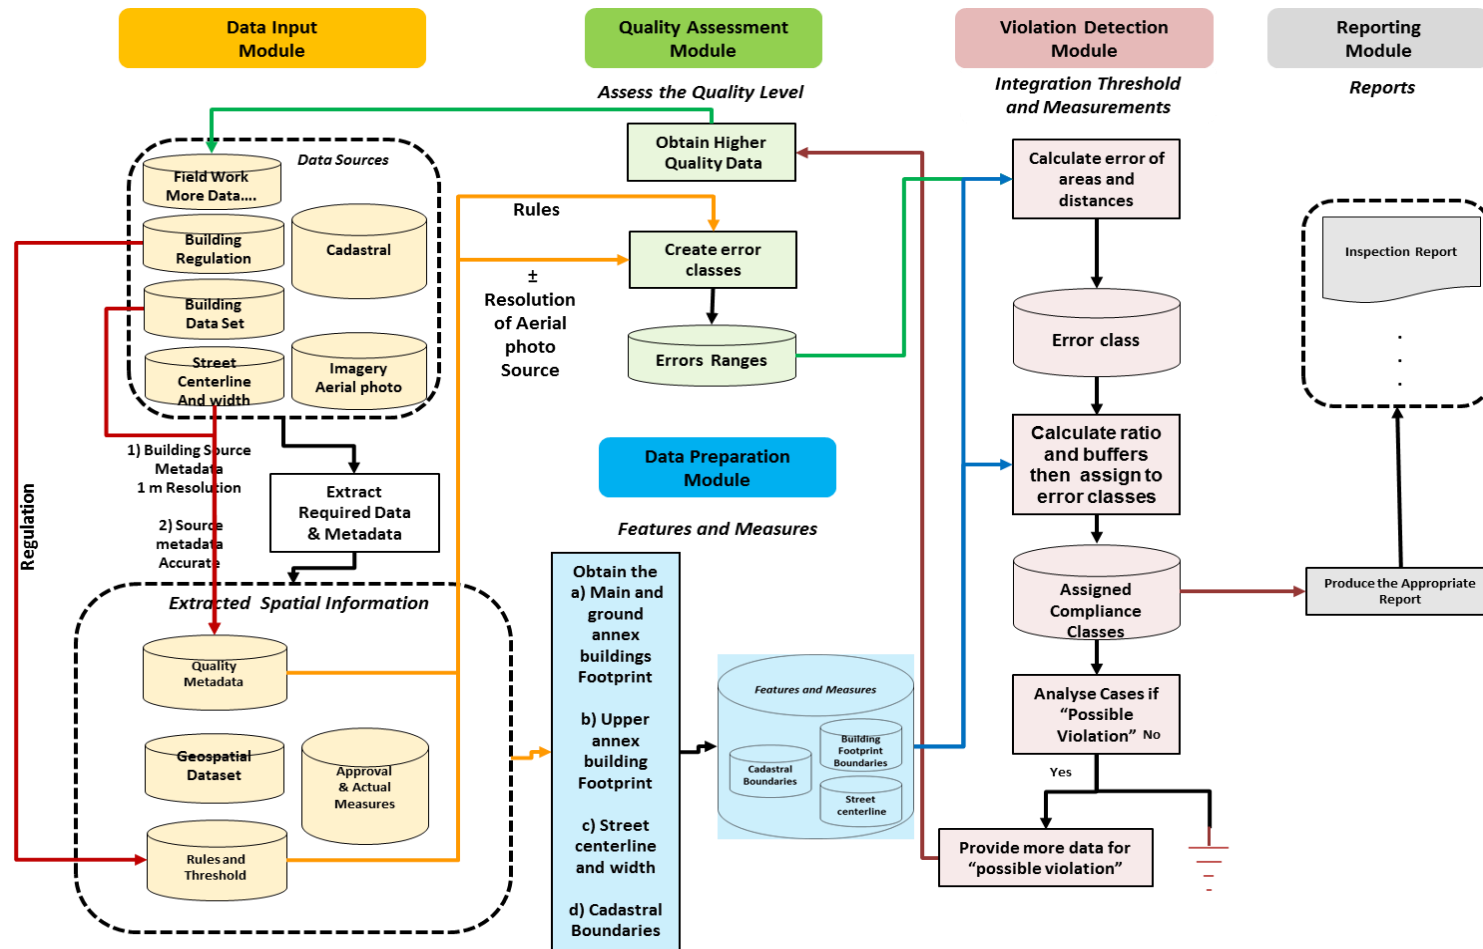 Data Input
Module
Quality Assessment
Module
Violation Detection
Module
Reporting
Module
Assess the Quality Level
Integration Threshold
and Measurements
Reports
Data Sources
Field Work
More Data....
Building
Regulation
Cadastral
Building
Data Set
Street
Centerline
And width
Imagery
Aerial photo
Obtain Higher
Quality Data
Rules
Create error
classes
±
Resolution
of Aerial
photo
Source
Errors Ranges
Calculate error of
areas and
distances
Error class
Calculate ratio
and buffers
then assign to
error classes
Assigned
Compliance
Classes
Analyse Cases if
“Possible
Violation” No
Yes
Provide more data for
“possible violation”
Inspection Report
.
.
.
Produce the Appropriate
Report
1) Building Source
Metadata
1 m Resolution
2) Source
metadata
Accurate
Regulation
Extract
Required Data
& Metadata
Extracted Spatial Information
Quality
Metadata
Geospatial
Dataset
Approval
& Actual
Measures
Rules and
Threshold
Data Preparation
Module
Features and Measures
Obtain the
a) Main and
ground
annex
buildings
Footprint
b) Upper
annex
building
Footprint
c) Street
centerline
and width
d) Cadastral
Boundaries
Features and Measures
Building
Footprint
Boundaries
Cadastral
Boundaries
Street
centerline